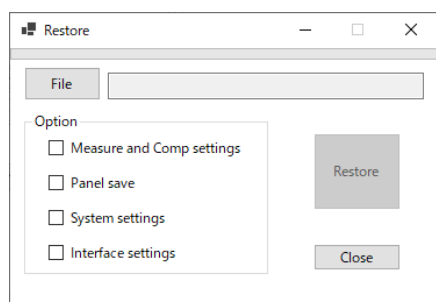 Restore
File
Option
Measure and Comp settings
Panel save
System settings
Interface settings
Restore
Close